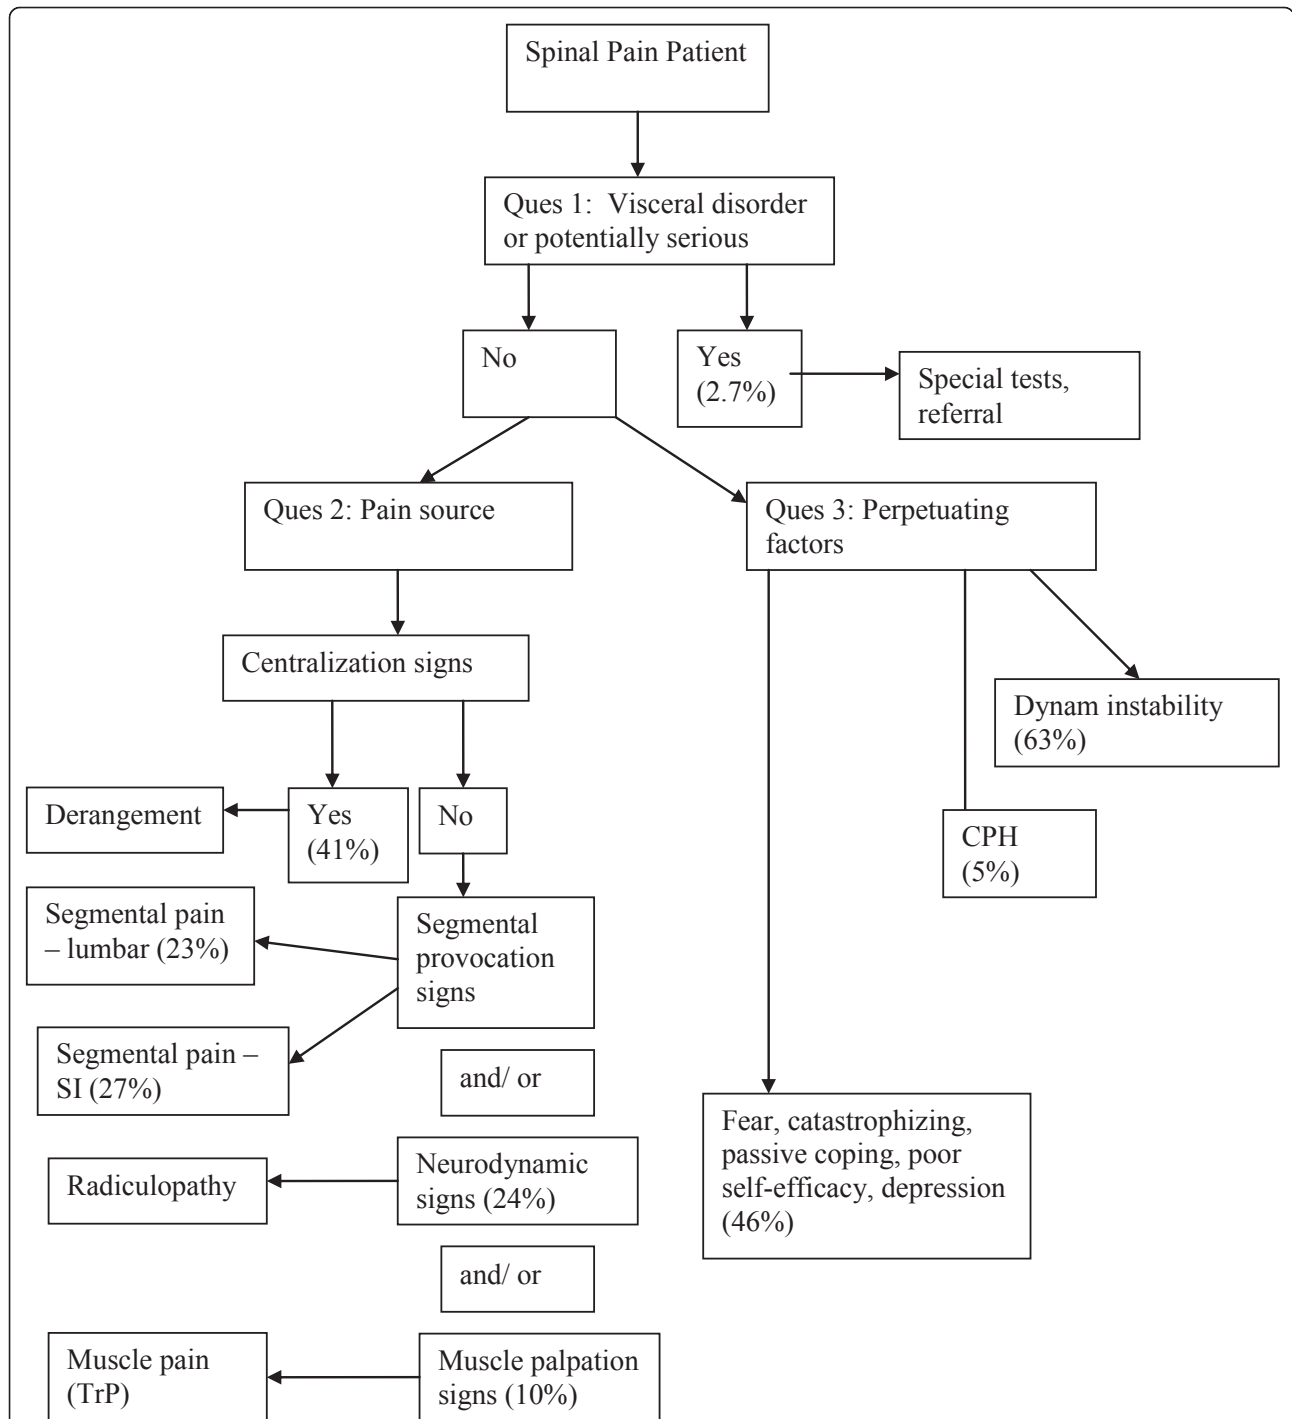 Spinal Pain Patient
Ques 1:  Visceral disorder
or potentially serious
No
Yes
(2.7%)
Special tests,
referral
Ques 2: Pain source
Ques 3: Perpetuating
factors
Centralization signs
Dynam instability
(63%)
Derangement
Yes
(41%)
No
CPH
(5%)
Segmental pain
– lumbar (23%)
Segmental
provocation
signs
Segmental pain –
SI (27%)
and/ or
Fear, catastrophizing,
passive coping, poor
self-efficacy, depression
(46%)
Radiculopathy
Neurodynamic
signs (24%)
and/ or
Muscle pain
(TrP)
Muscle palpation
signs (10%)